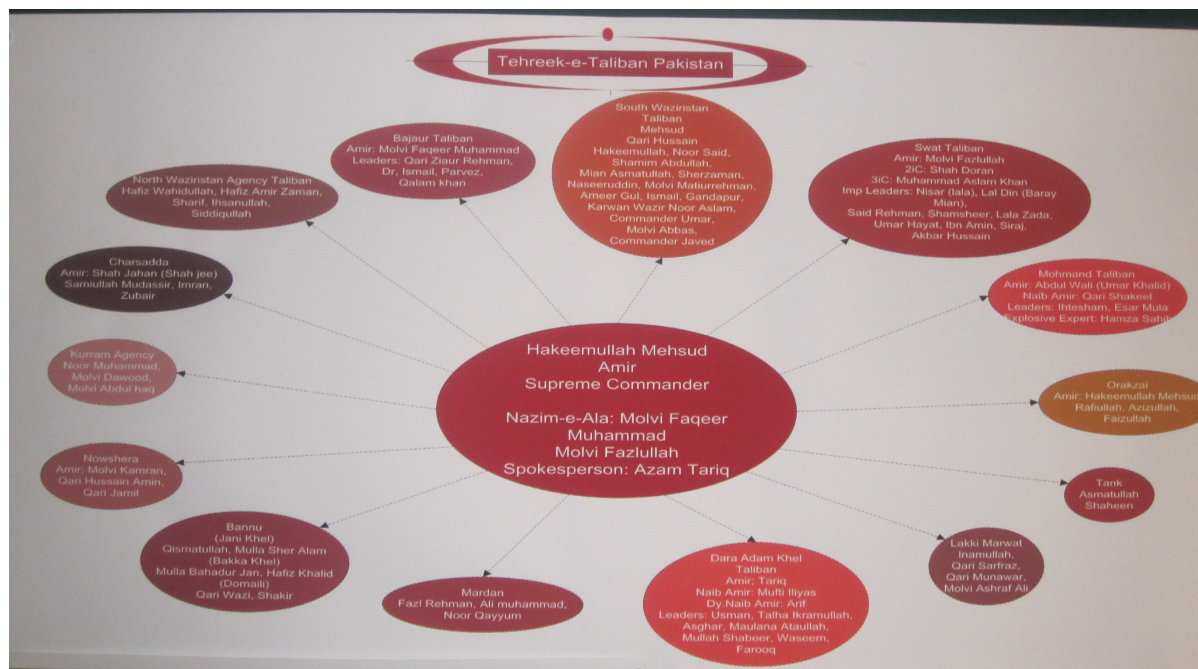 Tehreek-e-Taliban Pakistan
South Waziristan
Taliban
Mehsud
Qari Hussain
Hakeemullah, Noor Said,
Shamim Abdullah,
Mian Asmatullah, Sherzaman,
Naseeruddin, Molvi Matiurrehman,
Ameer Gul, Ismail, Gandapur,
Karwan Wazir Noor Aslam,
Commander Umar,
Molvi Abbas,
Commander Javed
Bajaur Taliban
Amir: Molvi Faqeer Muhammad
Leaders: Qari Ziaur Rehman,
Dr, Ismail, Parvez,
Qalam khan
Swat Taliban
Amir: Molvi Fazlullah
2iC: Shah Doran
3iC: Muhammad Aslam Khan
Imp Leaders: Nisar (lala), Lal Din (Baray
Mian),
Said Rehman, Shamsheer, Lala Zada,
Umar Hayat, Ibn Amin, Siraj,
Akbar Hussain
North Waziristan Agency Taliban
Hafiz Wahidullah, Hafiz Amir Zaman,
Sharif, Ihsanullah,
Siddiqullah
Charsadda
Amir: Shah Jahan (Shah jee)
Samiullah Mudassir, Imran,
Zubair
Mohmand Taliban
Amir: Abdul Wali (Umar Khalid)
Naib Amir: Qari Shakeel
Leaders: Ihtesham, Esar Mula
Explosive Expert: Hamza Sahib
Kurram Agency
Noor Muhammad,
Molvi Dawood,
Molvi Abdul haq
Hakeemullah Mehsud
Amir
Supreme Commander
Nazim-e-Ala: Molvi Faqeer
Muhammad
Molvi Fazlullah
Spokesperson: Azam Tariq
Orakzai
Amir: Hakeemullah Mehsud
Rafiullah, Azizullah,
Faizullah
Nowshera
Amir: Molvi Kamran,
Qari Hussain Amin,
Qari Jamil
Tank
Asmatullah
Shaheen
Bannu
(Jani Khel)
Qismatullah, Mulla Sher Alam
(Bakka Khel)
Mulla Bahadur Jan, Hafiz Khalid
(Domaili)
Qari Wazi, Shakir
Mardan
Fazl Rehman, Ali muhammad,
Noor Qayyum
Dara Adam Khel
Taliban
Amir; Tariq
Naib Amir: Mufti Iliyas
Dy.Naib Amir: Arif
Leaders: Usman, Talha Ikramullah,
Asghar, Maulana Ataullah,
Mullah Shabeer, Waseem,
Farooq
Lakki Marwat
Inamullah,
Qari Sarfraz,
Qari Munawar,
Molvi Ashraf Ali